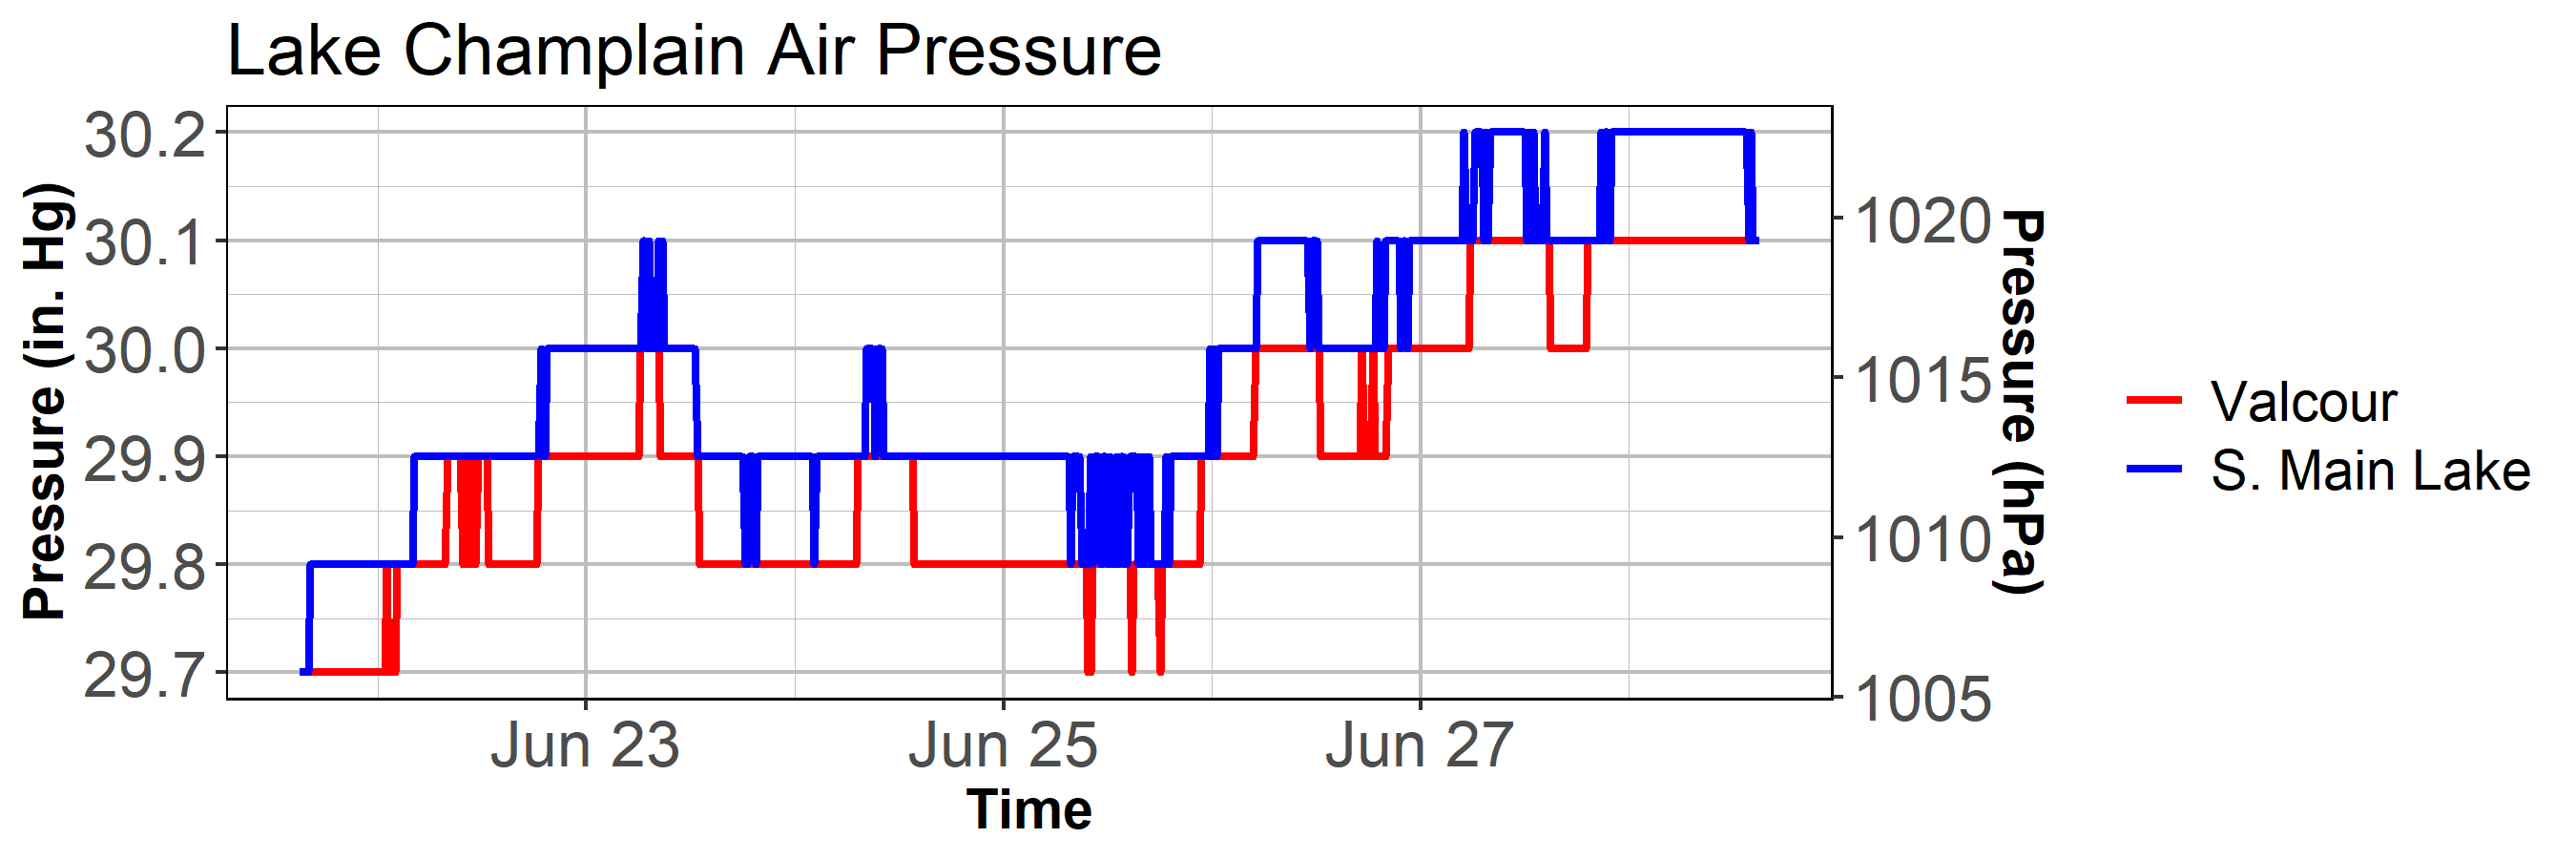 Lake Champlain Air Pressure
30.2
30.1
30.0
29.9
29.8
29.7
Pressure (in. Hg)
1020
1015
1010
1005
Pressure (hPa)
Jun 23
Jun 25
Jun 27
Time
Valcour
S. Main Lake